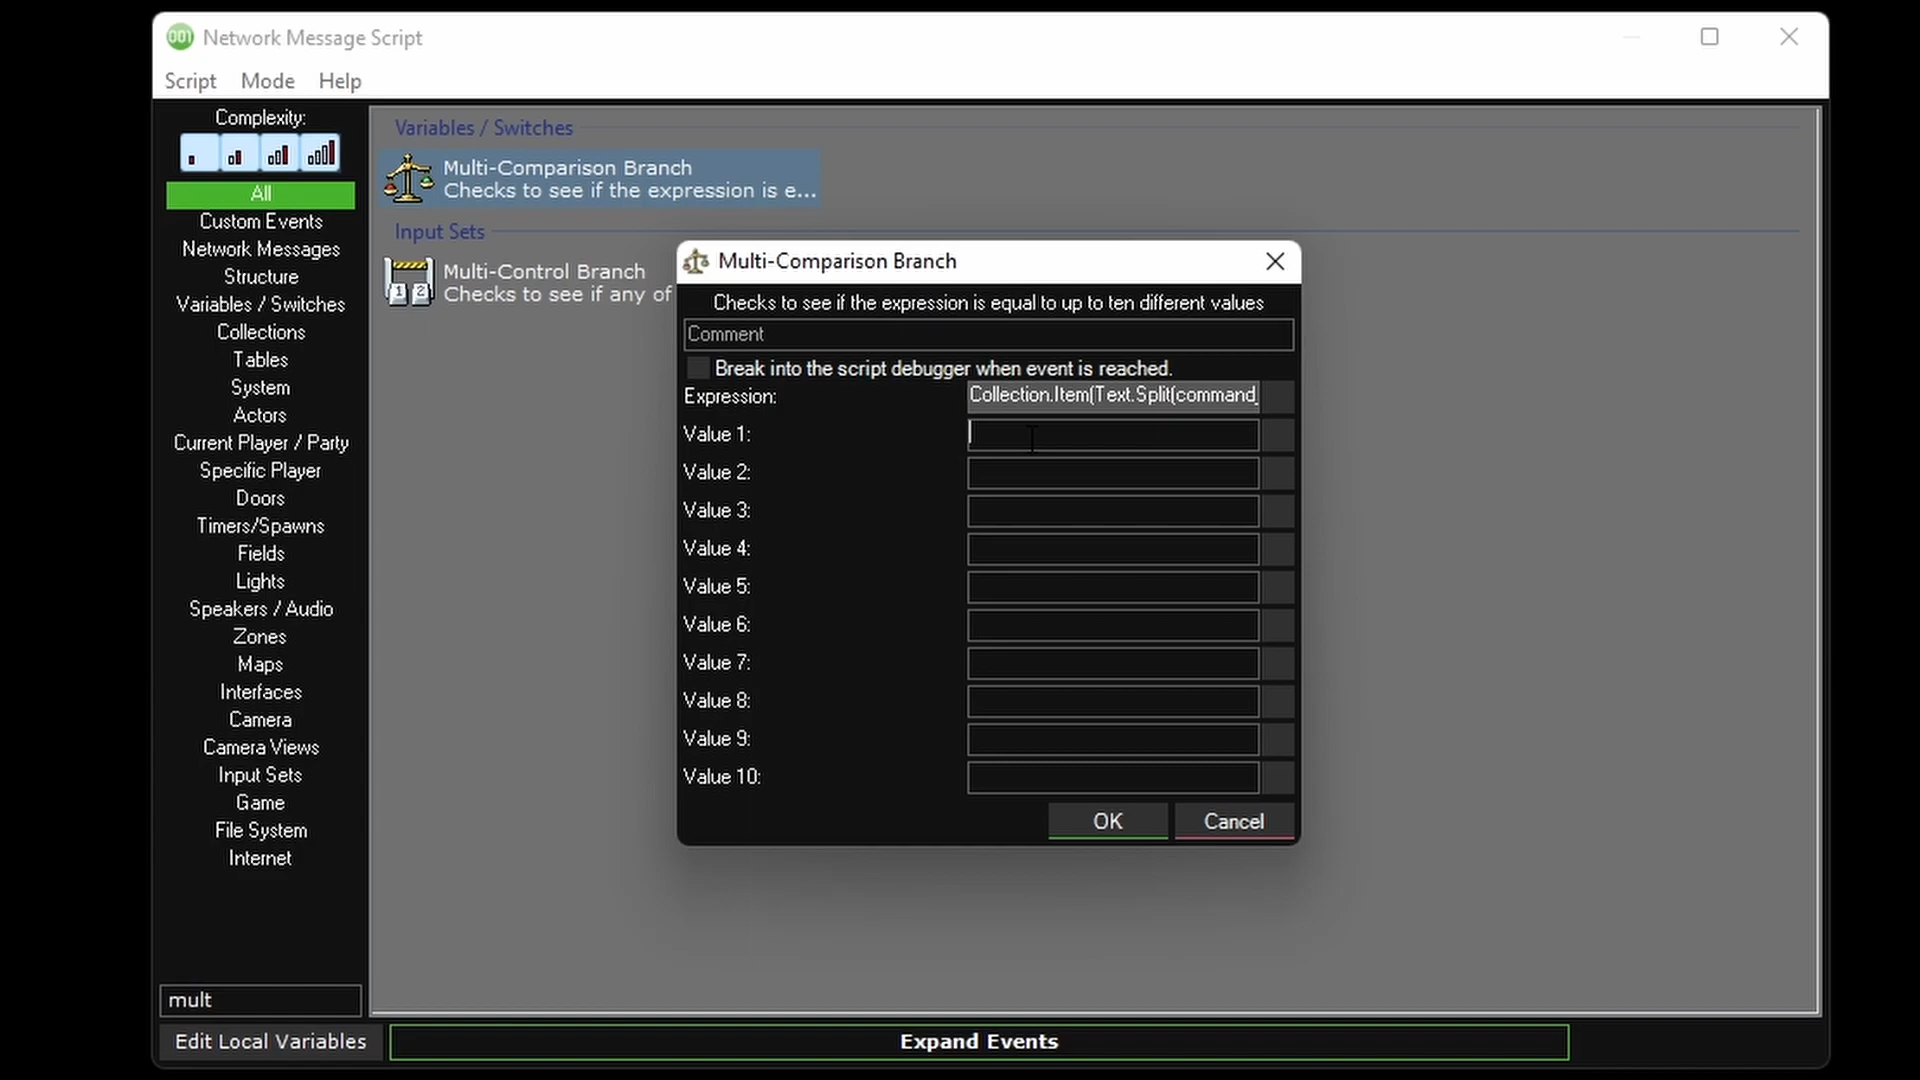 001 Network Message Script
Script Mode Help
Complexity:
All
Custom Events
Network Messages
Structure
Variables / Switches
Collections
Tables
System
Actors
Current Player / Party
Specific Player
Doors
Timers/Spawns
Fields
Lights
Speakers / Audio
Zones
Maps
Interfaces
Camera
Camera Views
Input Sets
Game
File System
Internet
mult
Edit Local Variables
Variables / Switches
Multi-Comparison Branch
Checks to see if the expression is e...
Input Sets
1 2
Multi-Control Branch
Checks to see if any of
Multi-Comparison Branch
Checks to see if the expression is equal to up to ten different values
Comment
Break into the script debugger when event is reached.
Expression: Collection.Item(Text.Split(command_
Value 1:
Value 2:
Value 3:
Value 4:
Value 5:
Value 6:
Value 7:
Value 8:
Value 9:
Value 10:
OK Cancel
Expand Events